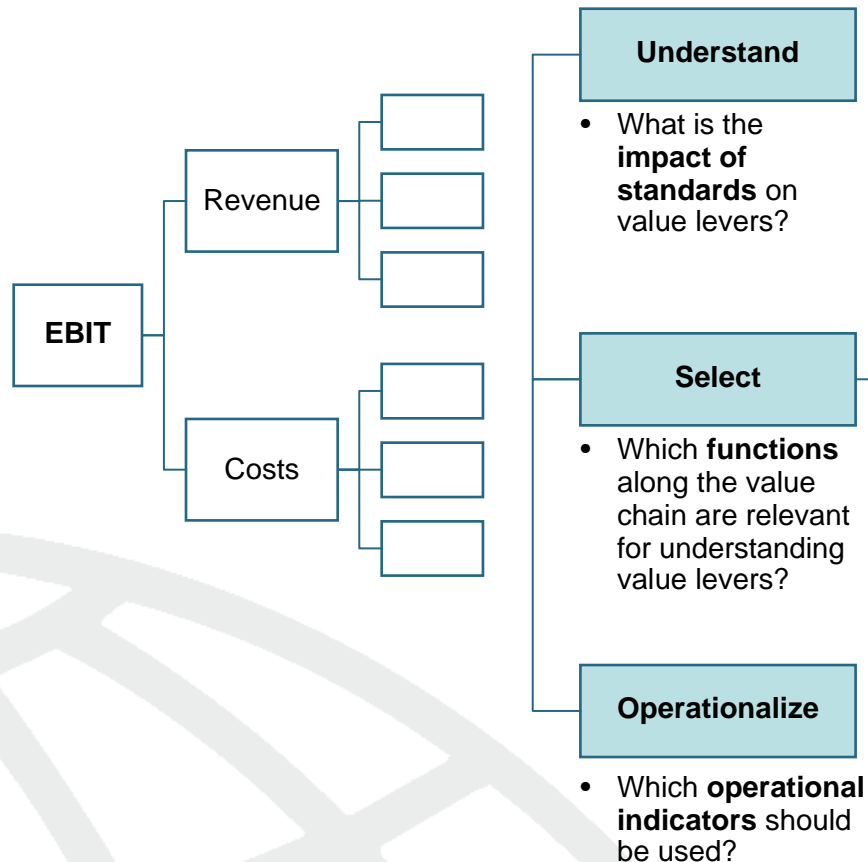 EBIT
Revenue
Costs
Understand
• What is the
impact of
standards on
value levers?
Select
• Which functions
along the value
chain are relevant
for understanding
value levers?
Operationalize
• Which operational
indicators should
be used?